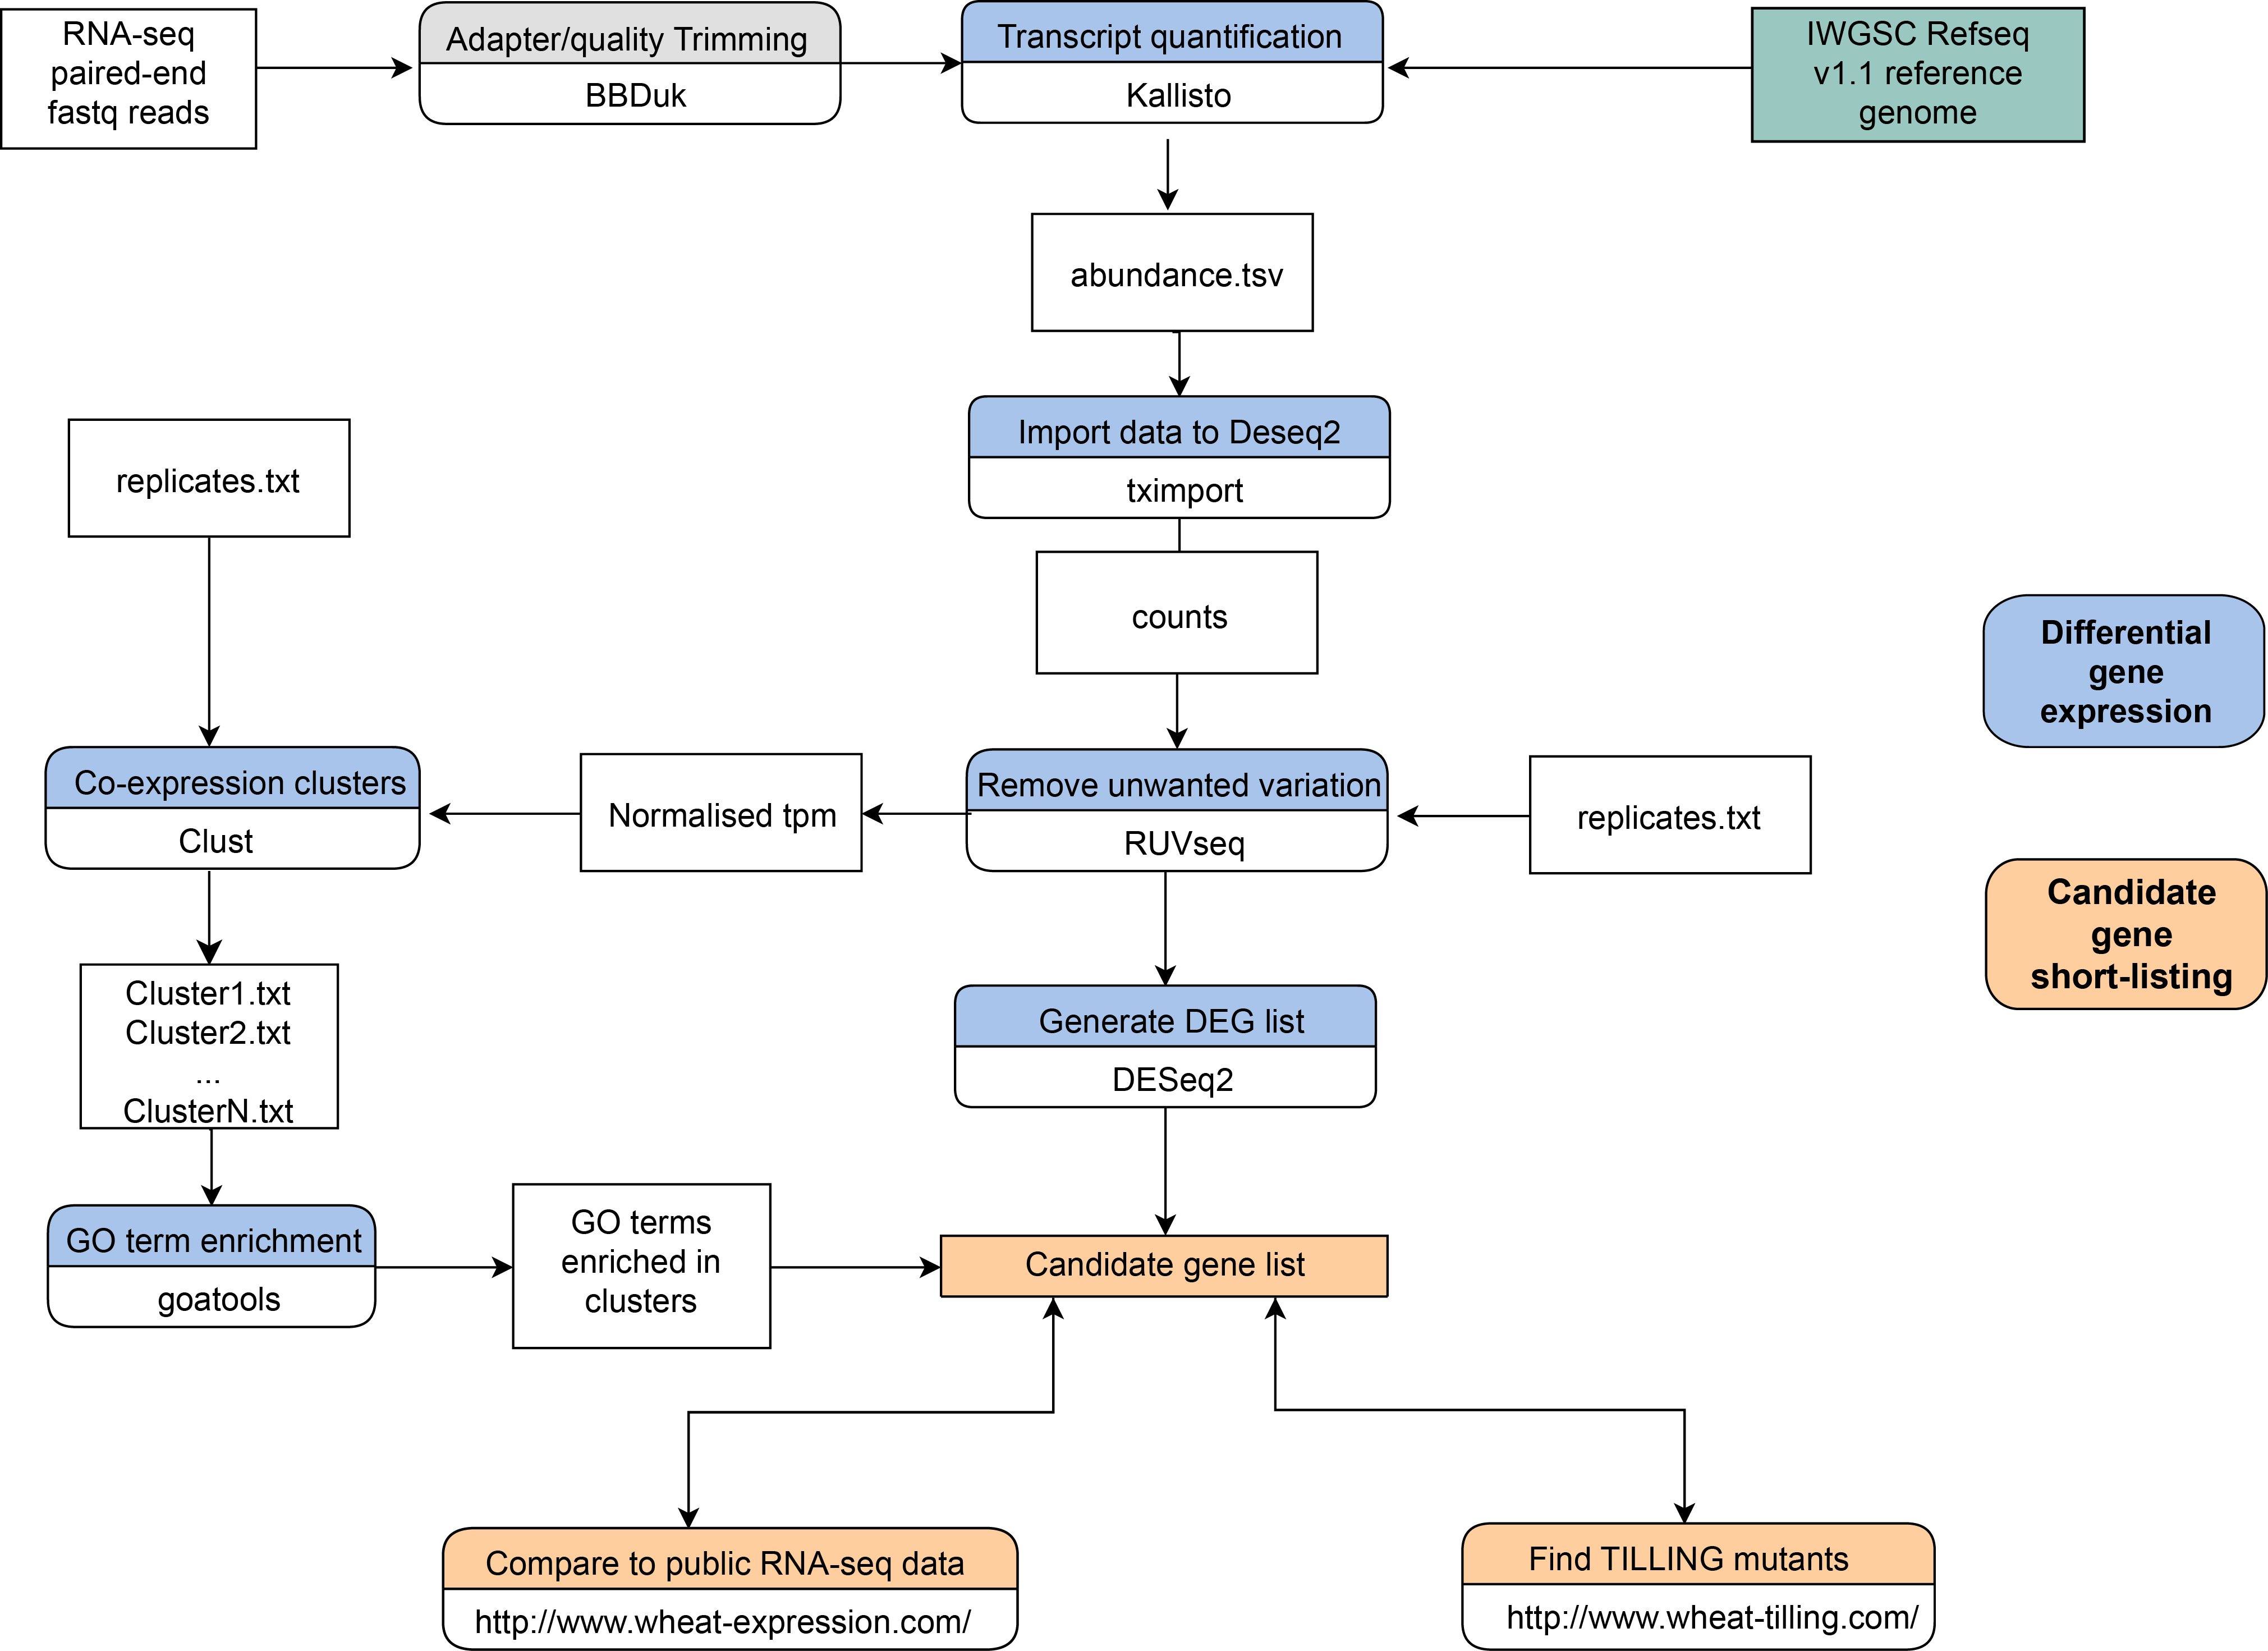 RNA-seq
paired-end
fastq reads
Adapter/quality Trimming
BBDuk
Transcript quantification
Kallisto
IWGSC Refseq
v1.1 reference
genome
abundance.tsv
Import data to Deseq2
tximport
replicates.txt
counts
Differential
gene
expression
Co-expression clusters
Clust
Normalised tpm
Remove unwanted variation
RUVseq
replicates.txt
Candidate
gene
short-listing
Cluster1.txt
Cluster2.txt
...
ClusterN.txt
Generate DEG list
DESeq2
GO term enrichment
goatools
GO terms
enriched in
clusters
Candidate gene list
Compare to public RNA-seq data
http://www.wheat-expression.com/
Find TILLING mutants
http://www.wheat-tilling.com/